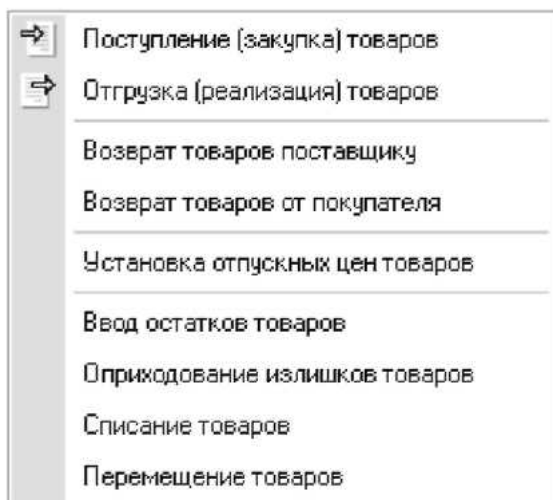 Поступление (закупка) товаров
Отгрузка (реализация) товаров
Возврат товаров поставщику
Возврат товаров от покупателя
Установка отпускных цен товаров
Ввод остатков товаров
Оприходование излишков товаров
Списание товаров
Перемещение товаров